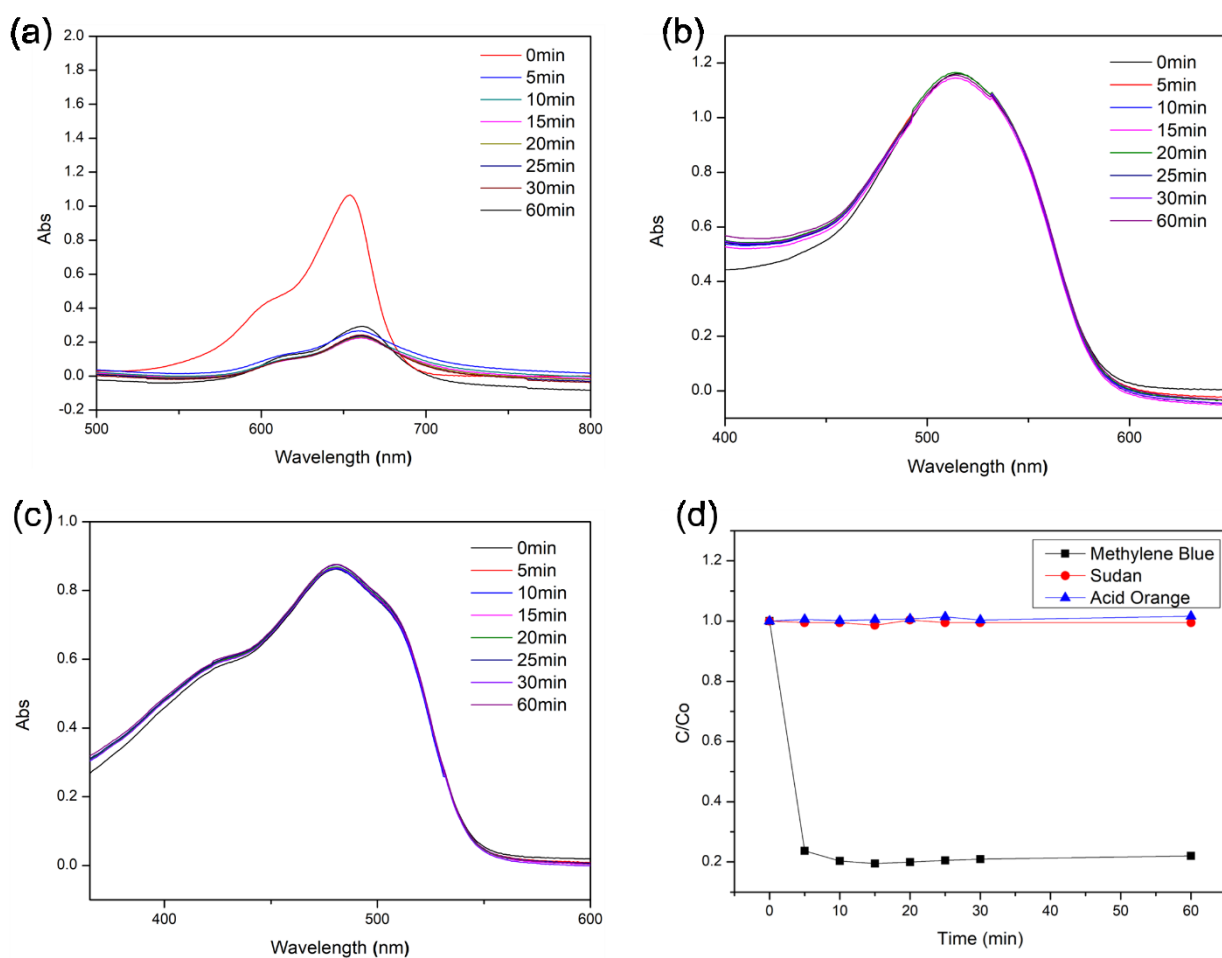 (a)
2.0
1.8
1.6
1.4
1.2
1.0
0.8
0.6
0.4
0.2
0.0
-0.2
Abs
0min
5min
10min
15min
20min
25min
30min
60min
500
600
700
800
Wavelength (nm)
(b)
1.2
1.0
0.8
0.6
0.4
0.2
0.0
Abs
0min
5min
10min
15min
20min
25min
30min
60min
400
500
600
Wavelength (nm)
(c)
1.0
0.8
0.6
0.4
0.2
0.0
Abs
0min
5min
10min
15min
20min
25min
30min
60min
400
500
600
Wavelength (nm)
(d)
1.2
1.0
0.8
0.6
0.4
0.2
C/Co
Methylene Blue
Sudan
Acid Orange
0
10
20
30
40
50
60
Time (min)